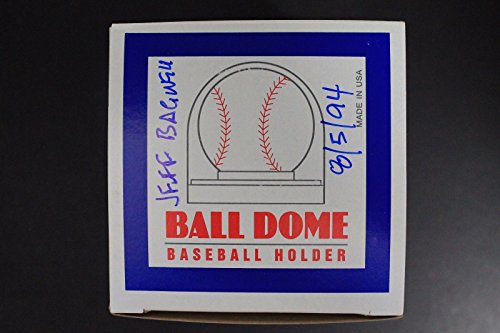 JEFF BAGWELL
8/5/94
MADE IN USA
BALL DOME
BASEBALL HOLDER